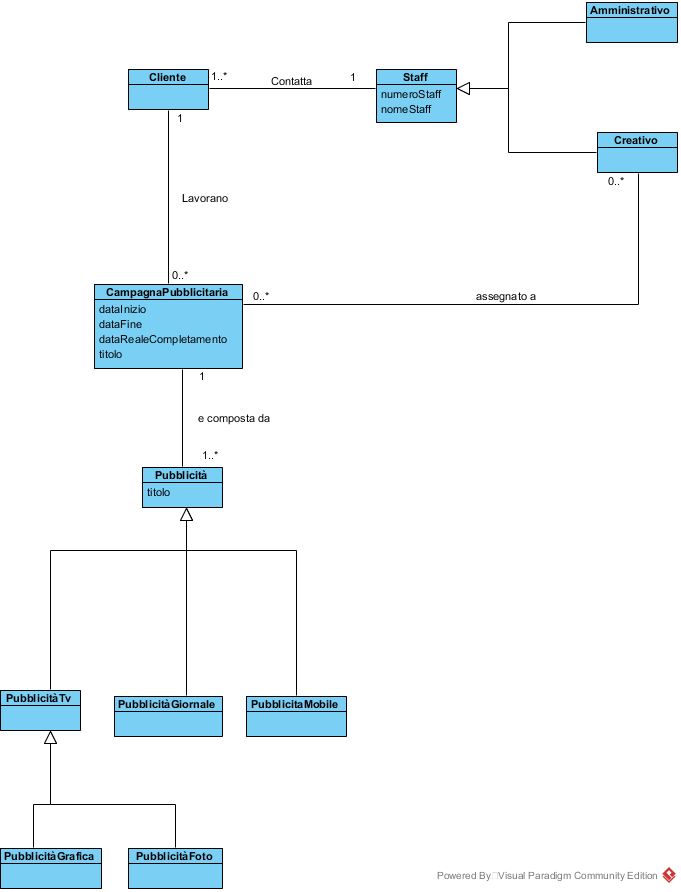 Amministrativo
Cliente
1..*
Contatta
1
Staff
numeroStaff
nomeStaff
1
Creativo
0..*
Lavorano
0..*
CampagnaPubblicitaria
dataInizio
dataFine
dataRealeCompletamento
titolo
0..*
assegnato a
1
e composta da
1..*
Pubblicità
titolo
PubblicitàTv
PubblicitàGiornale
PubblicitaMobile
PubblicitàGrafica
PubblicitàFoto
Powered By Visual Paradigm Community Edition